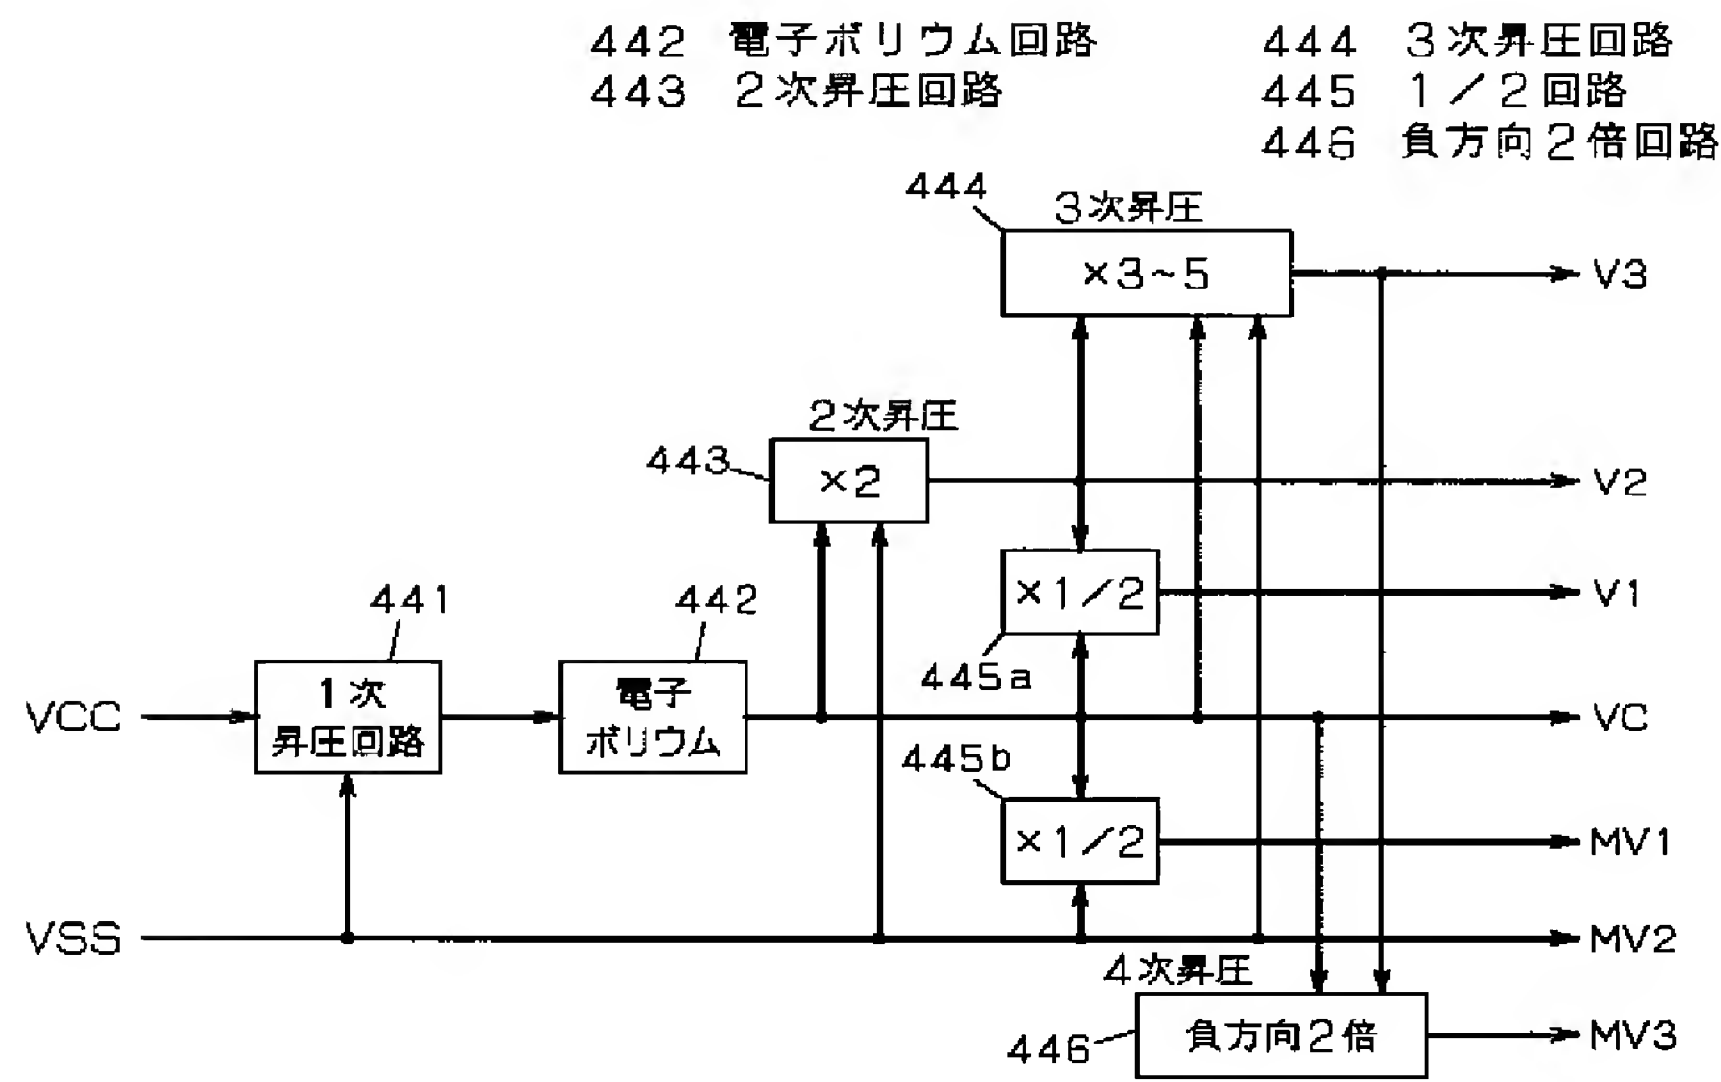 442 電子ボリウム回路
443 2次昇圧回路
444 3次昇圧回路
445 1/2回路
446 負方向2倍回路
444
3次昇圧
×3~5
V3
2次昇圧
443
×2
V2
×1/2
V1
445a
441
442
1次
昇圧回路
電子
ボリウム
VCC
VC
445b
×1/2
MV1
VSS
MV2
4次昇圧
446
負方向2倍
MV3